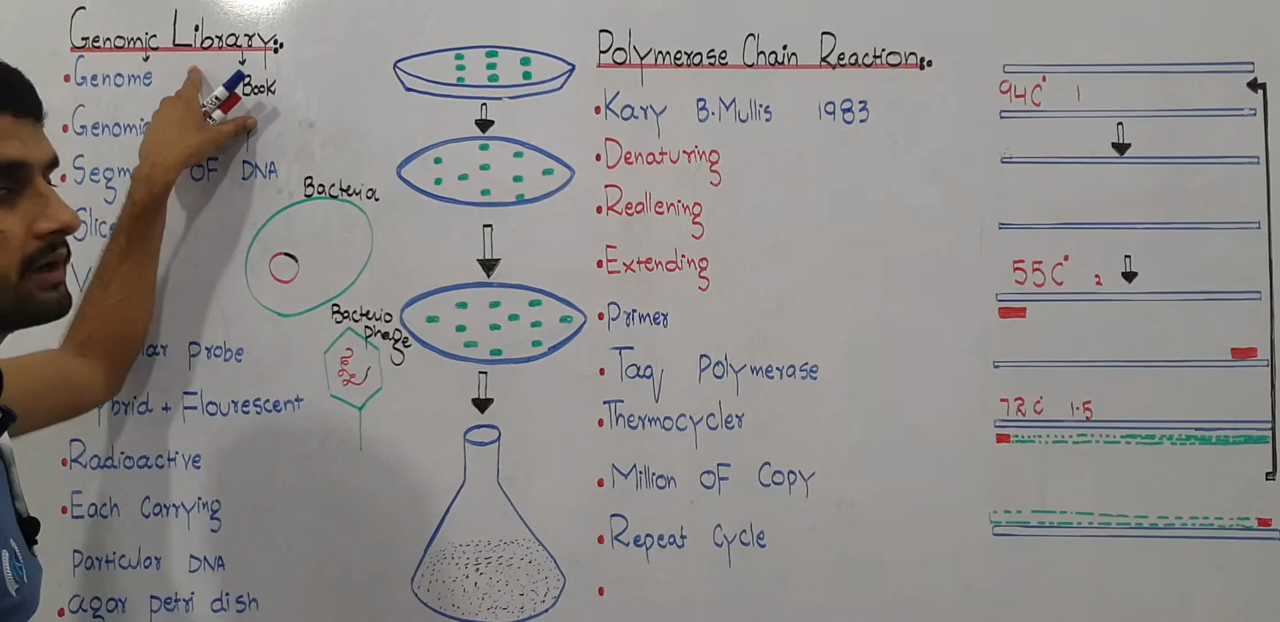 Genomic Library:.
•Genome
Book
•Genomic
•Segm OF DNA
Slice
Bacteria
Bacterio
phage
Probe
brid + Flourescent
•Radioactive
•Each Carrying
Particular DNA
•agar petri dish
Polymerase Chain Reaction:.
•Kary B.Mullis 1983
•Denaturing
•Reallening
•Extending
•Primer
•Taq Polymerase
•Thermocycler
•Million OF Copy
•Repeat Cycle
94C° 1
55C° 2
72C° 1.5